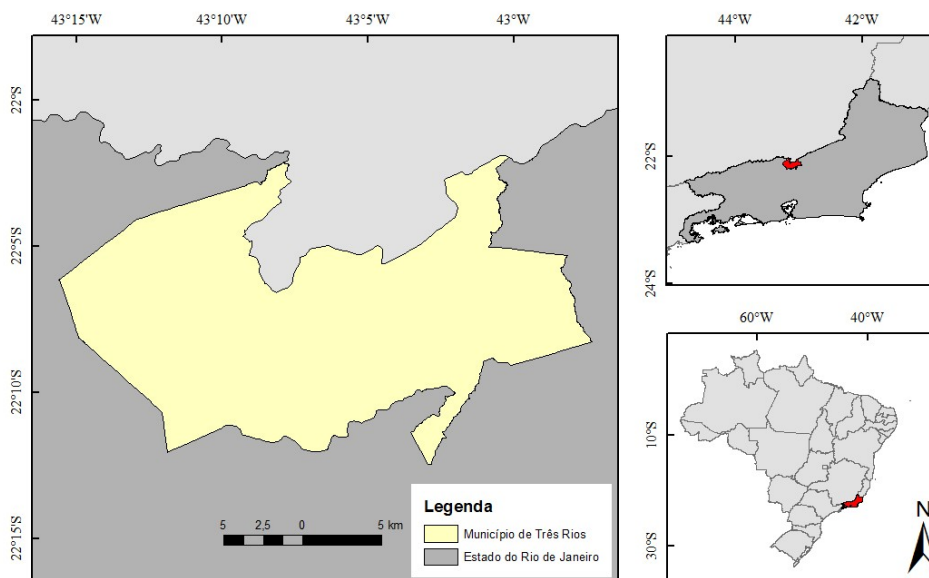 43°15'W 43°10'W 43°5'W 43°W
22°S
22°5'S
22°10'S
22°15'S
5 2,5 0 5 km
Legenda
Município de Três Rios
Estado do Rio de Janeiro
44°W 42°W
22°S
24°S
60°W 40°W
10°S
30°S
N